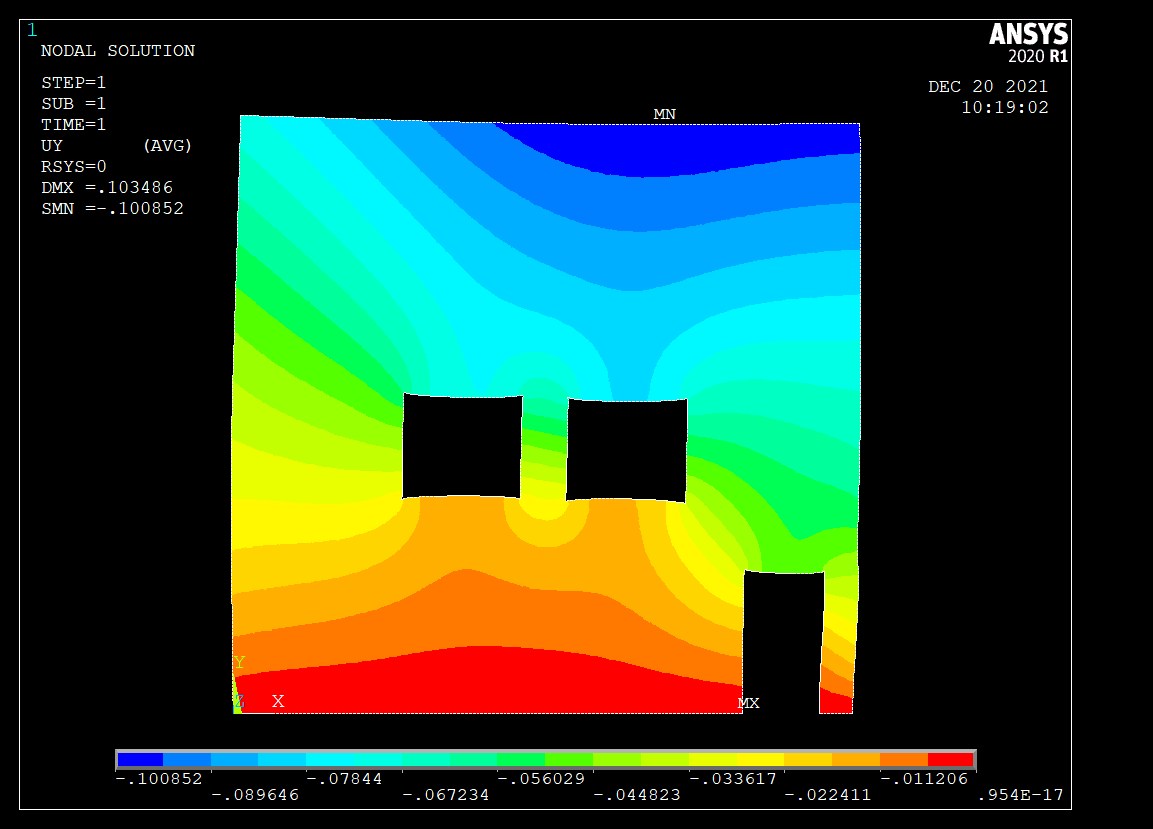 1
ANSYS
2020 R1
NODAL SOLUTION
STEP=1
SUB =1
TIME=1
UY (AVG)
RSYS=0
DMX =.103486
SMN =-.100852
DEC 20 2021
10:19:02
MN
Y
Z X
MX
-.100852 -.07844 -.056029 -.033617 -.011206
-.089646 -.067234 -.044823 -.022411 .954E-17